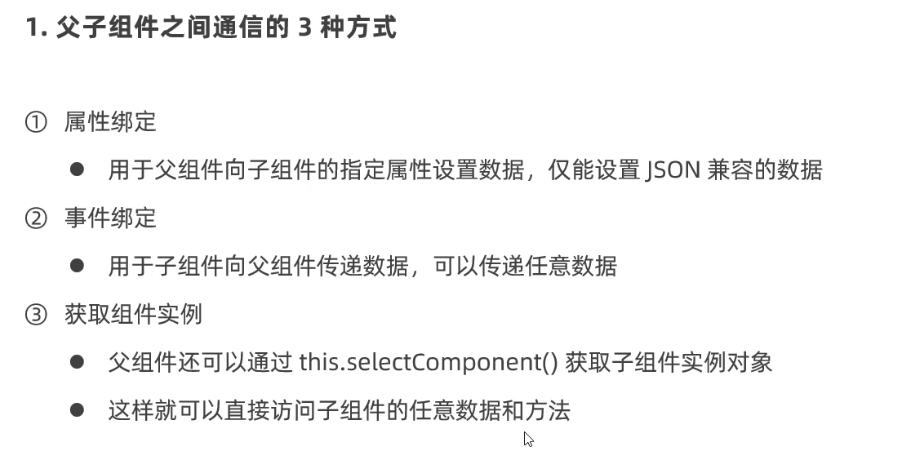 1. 父子组件之间通信的 3 种方式
① 属性绑定
● 用于父组件向子组件的指定属性设置数据，仅能设置 JSON 兼容的数据
② 事件绑定
● 用于子组件向父组件传递数据，可以传递任意数据
③ 获取组件实例
● 父组件还可以通过 this.selectComponent() 获取子组件实例对象
● 这样就可以直接访问子组件的任意数据和方法